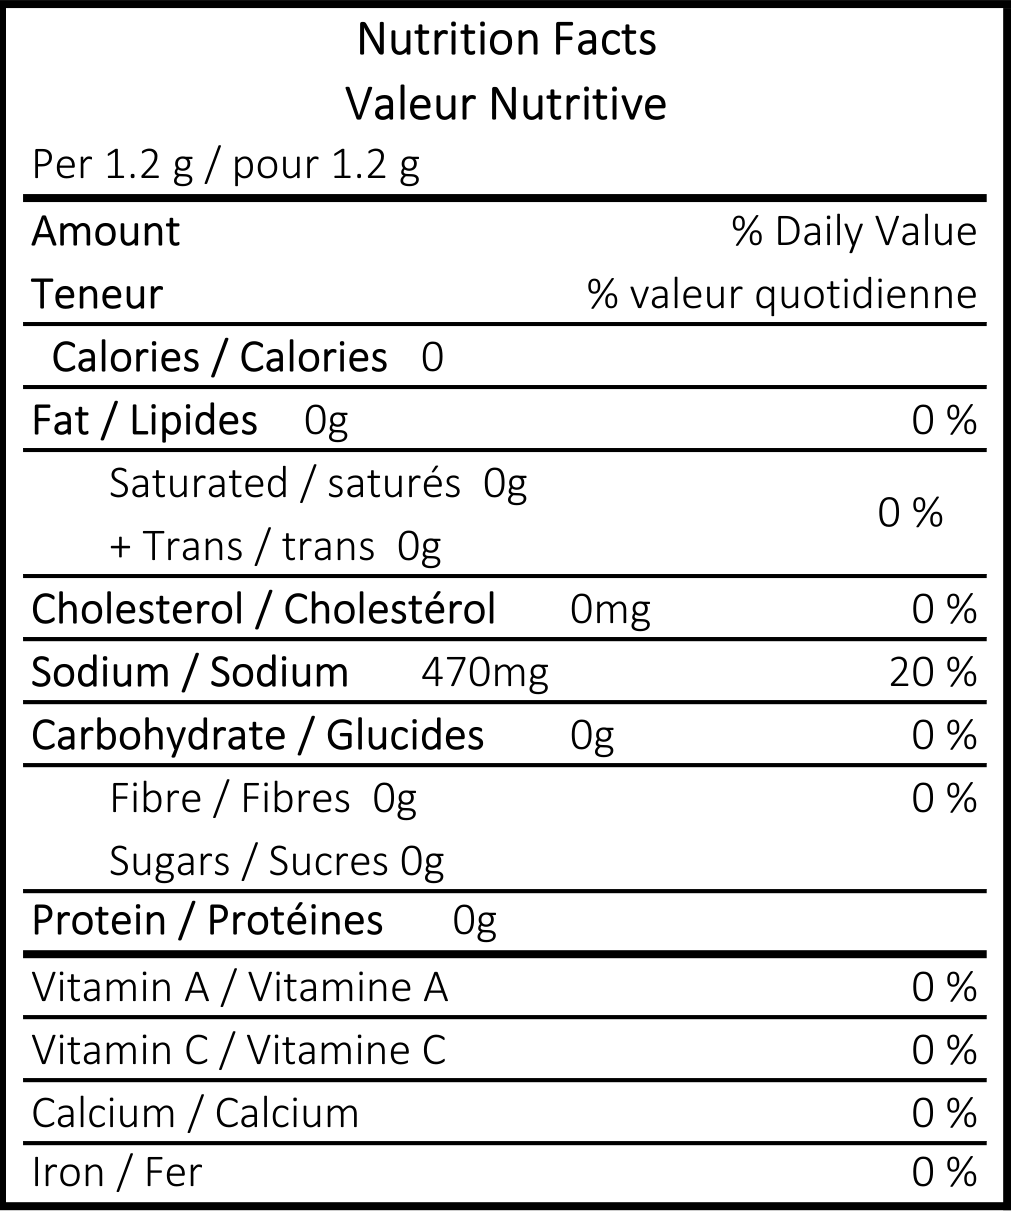 Nutrition Facts
Valeur Nutritive
Per 1.2 g / pour 1.2 g
Amount % Daily Value
Teneur % valeur quotidienne
Calories / Calories 0
Fat / Lipides 0g 0 %
Saturated / saturés 0g
0 %
+ Trans / trans 0g
Cholesterol / Cholestérol 0mg 0 %
Sodium / Sodium 470mg 20 %
Carbohydrate / Glucides 0g 0 %
Fibre / Fibres 0g 0 %
Sugars / Sucres 0g
Protein / Protéines 0g
Vitamin A / Vitamine A 0 %
Vitamin C / Vitamine C 0 %
Calcium / Calcium 0 %
Iron / Fer 0 %